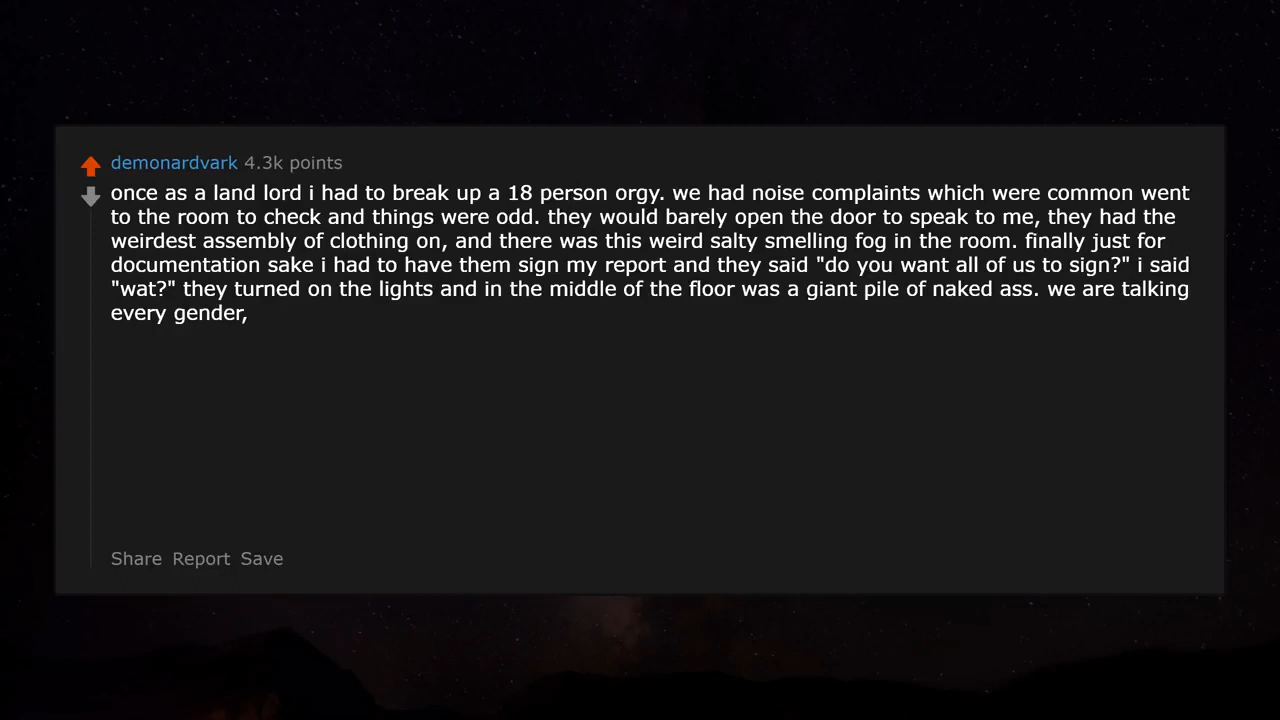 demonardvark 4.3k points
once as a land lord i had to break up a 18 person orgy. we had noise complaints which were common went
to the room to check and things were odd. they would barely open the door to speak to me, they had the
weirdest assembly of clothing on, and there was this weird salty smelling fog in the room. finally just for
documentation sake i had to have them sign my report and they said "do you want all of us to sign?" i said
"wat?" they turned on the lights and in the middle of the floor was a giant pile of naked ass. we are talking
every gender,
Share Report Save